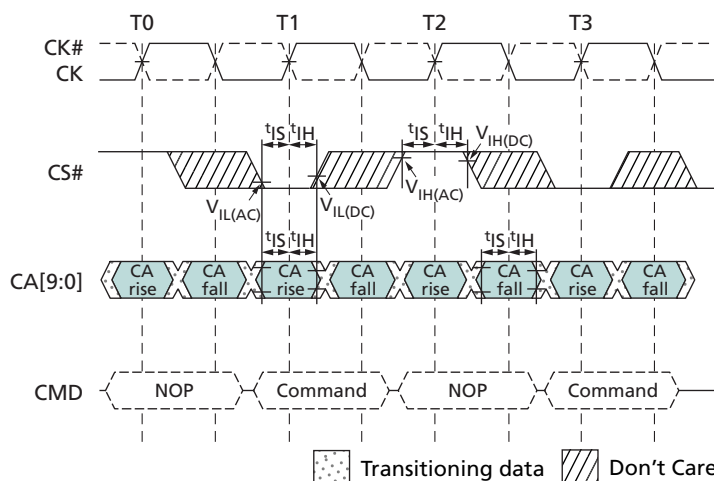 T0 T1 T2 T3
CK#
CK
tIS tIH tIS tIH VIH(DC)
CS#
VIL(AC) VIL(DC) VIH(AC)
tIS tIH tIS tIH
CA[9:0] CA rise CA fall CA rise CA fall CA rise CA fall CA rise CA fall
CMD NOP Command NOP Command
Transitioning data Don't Care